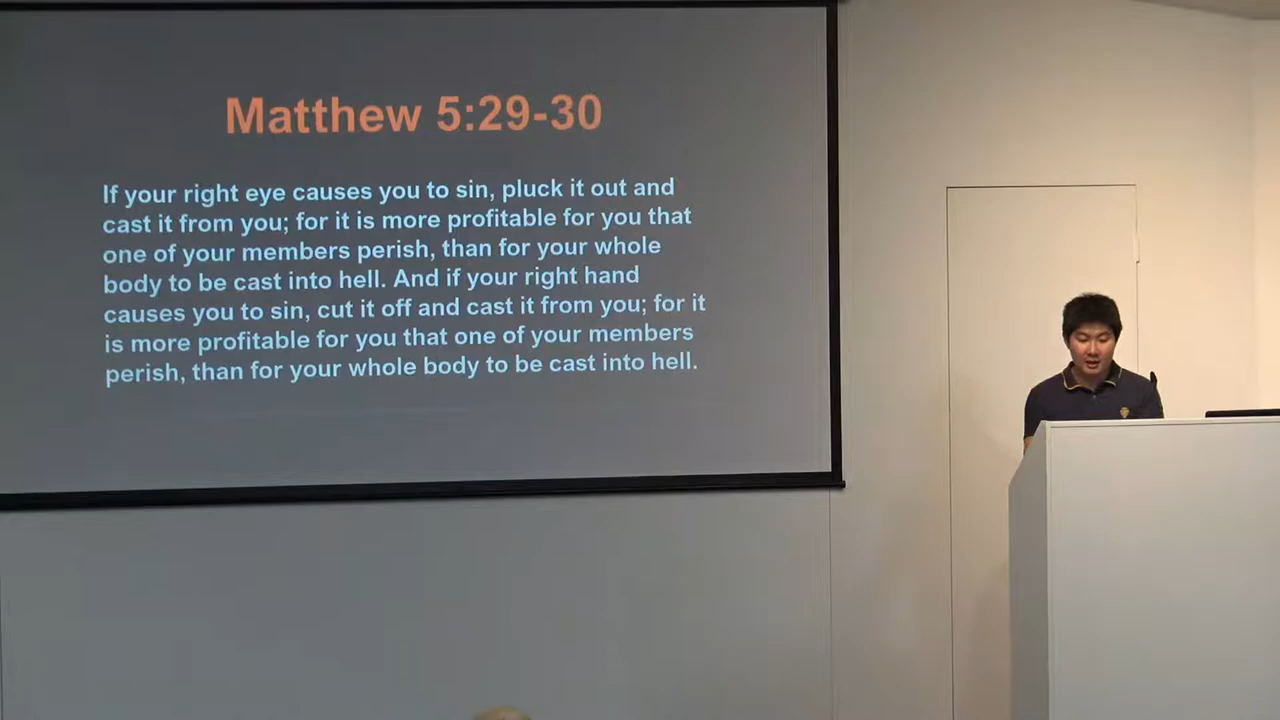 Matthew 5:29-30
If your right eye causes you to sin, pluck it out and
cast it from you; for it is more profitable for you that
one of your members perish, than for your whole
body to be cast into hell. And if your right hand
causes you to sin, cut it off and cast it from you; for it
is more profitable for you that one of your members
perish, than for your whole body to be cast into hell.